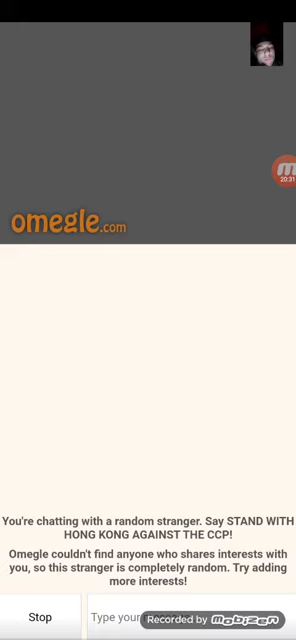 20:31
omegle.com
You're chatting with a random stranger. Say STAND WITH
HONG KONG AGAINST THE CCP!
Omegle couldn't find anyone who shares interests with
you, so this stranger is completely random. Try adding
more interests!
Stop
Type your
Recorded by mobizen